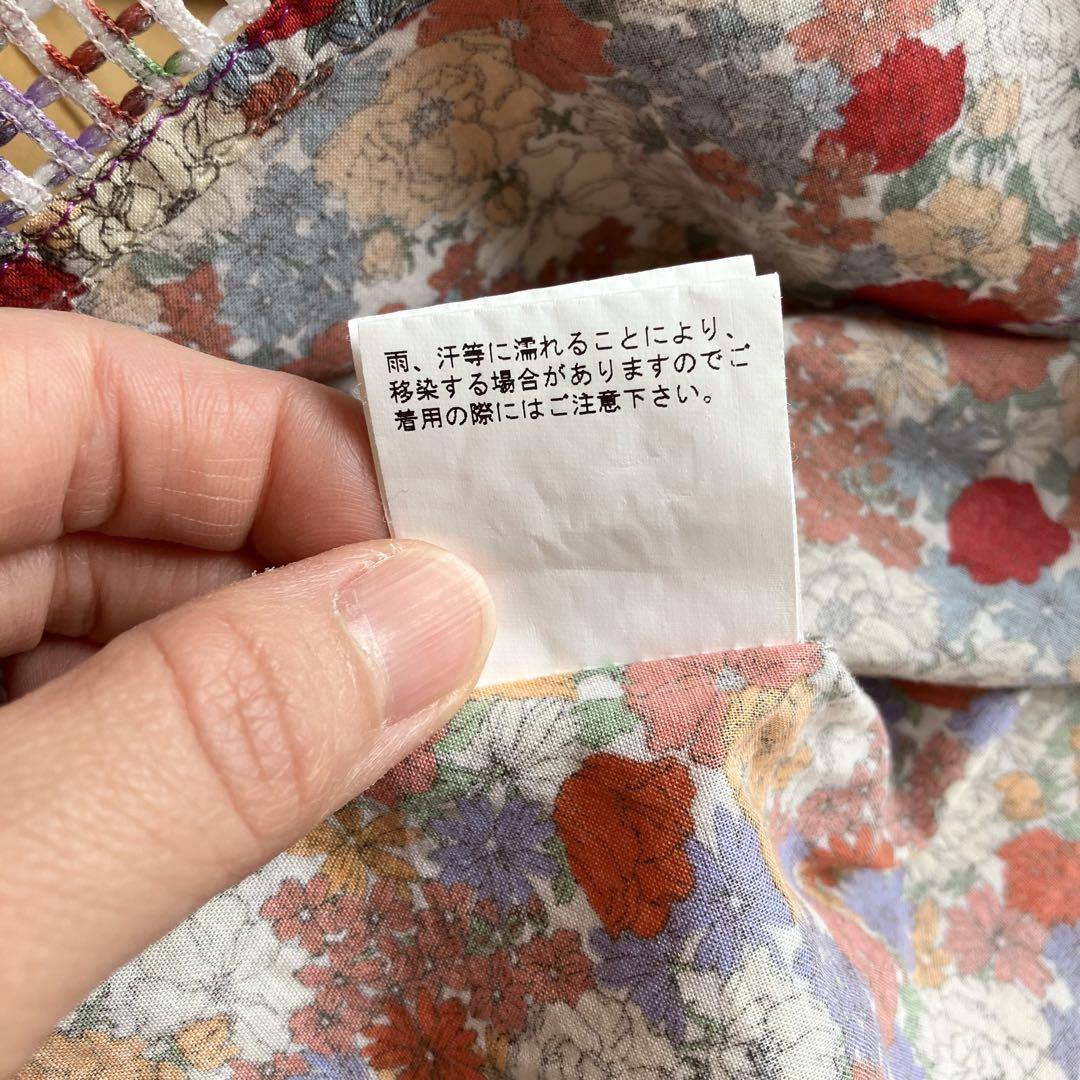 雨、汗等に濡れることにより、
移染する場合がありますのでご
着用の際にはご注意下さい。